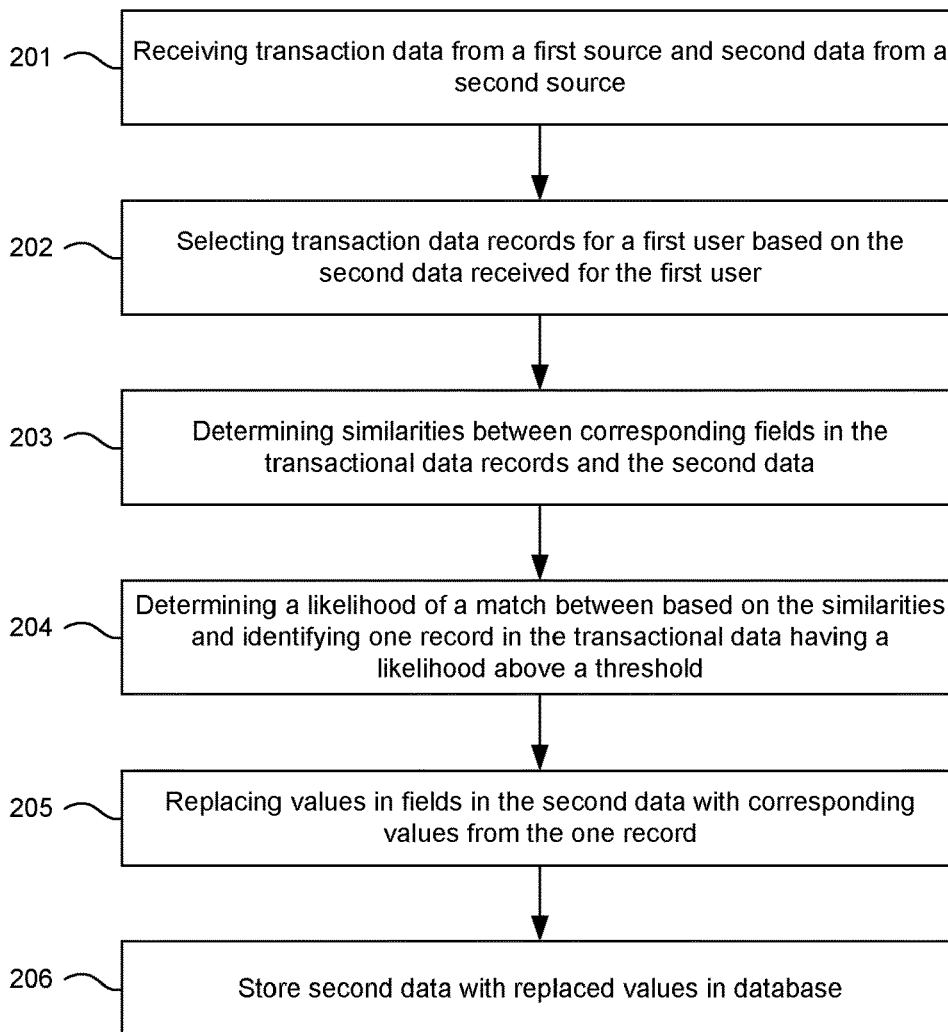 201
Receiving transaction data from a first source and second data from a
second source
202
Selecting transaction data records for a first user based on the
second data received for the first user
203
Determining similarities between corresponding fields in the
transactional data records and the second data
204
Determining a likelihood of a match between based on the similarities
and identifying one record in the transactional data having a
likelihood above a threshold
205
Replacing values in fields in the second data with corresponding
values from the one record
206
Store second data with replaced values in database